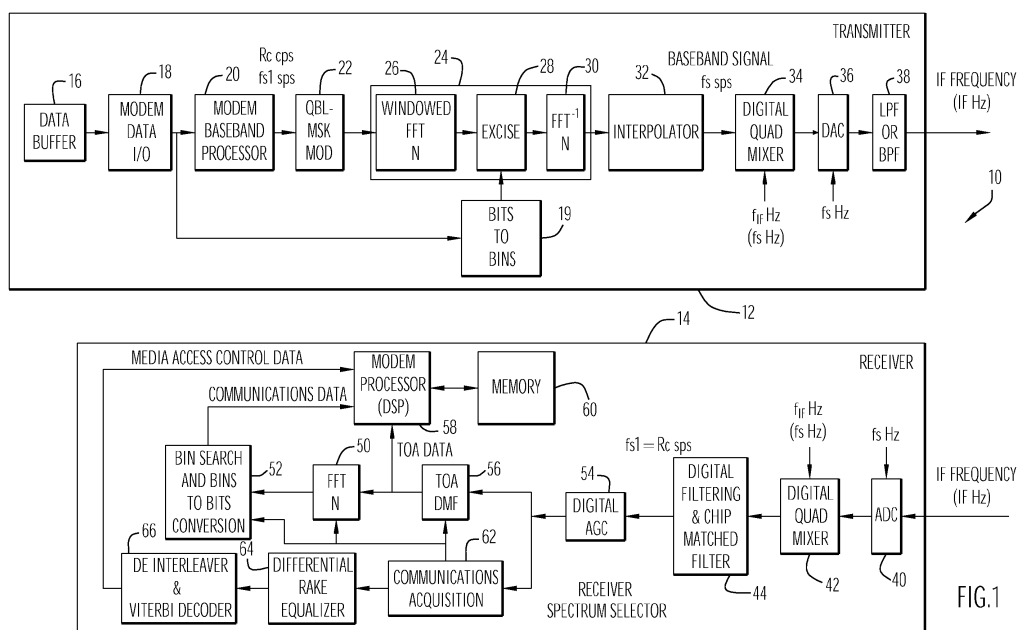 TRANSMITTER
16
DATA
BUFFER
18
MODEM
DATA
I/O
20
MODEM
BASEBAND
PROCESSOR
Rc cps
fs1 sps
22
QBL-
MSK
MOD
24
26
WINDOWED
FFT
N
28
EXCISE
30
FFT⁻¹
N
BITS
TO
BINS
19
32
INTERPOLATOR
BASEBAND SIGNAL
fs sps
34
DIGITAL
QUAD
MIXER
fIF Hz
(fs Hz)
36
DAC
fs Hz
38
LPF
OR
BPF
IF FREQUENCY
(IF Hz)
10
12
14
RECEIVER
MEDIA ACCESS CONTROL DATA
COMMUNICATIONS DATA
MODEM
PROCESSOR
(DSP)
58
MEMORY
60
TOA DATA
BIN SEARCH
AND BINS
TO BITS
CONVERSION
52
50
FFT
N
56
TOA
DMF
54
DIGITAL
AGC
fs1=Rc sps
DIGITAL
FILTERING
& CHIP
MATCHED
FILTER
44
fIF Hz
(fs Hz)
DIGITAL
QUAD
MIXER
42
fs Hz
ADC
40
IF FREQUENCY
(IF Hz)
66
DE INTERLEAVER
&
VITERBI DECODER
64
DIFFERENTIAL
RAKE
EQUALIZER
62
COMMUNICATIONS
ACQUISITION
RECEIVER
SPECTRUM SELECTOR
FIG.1